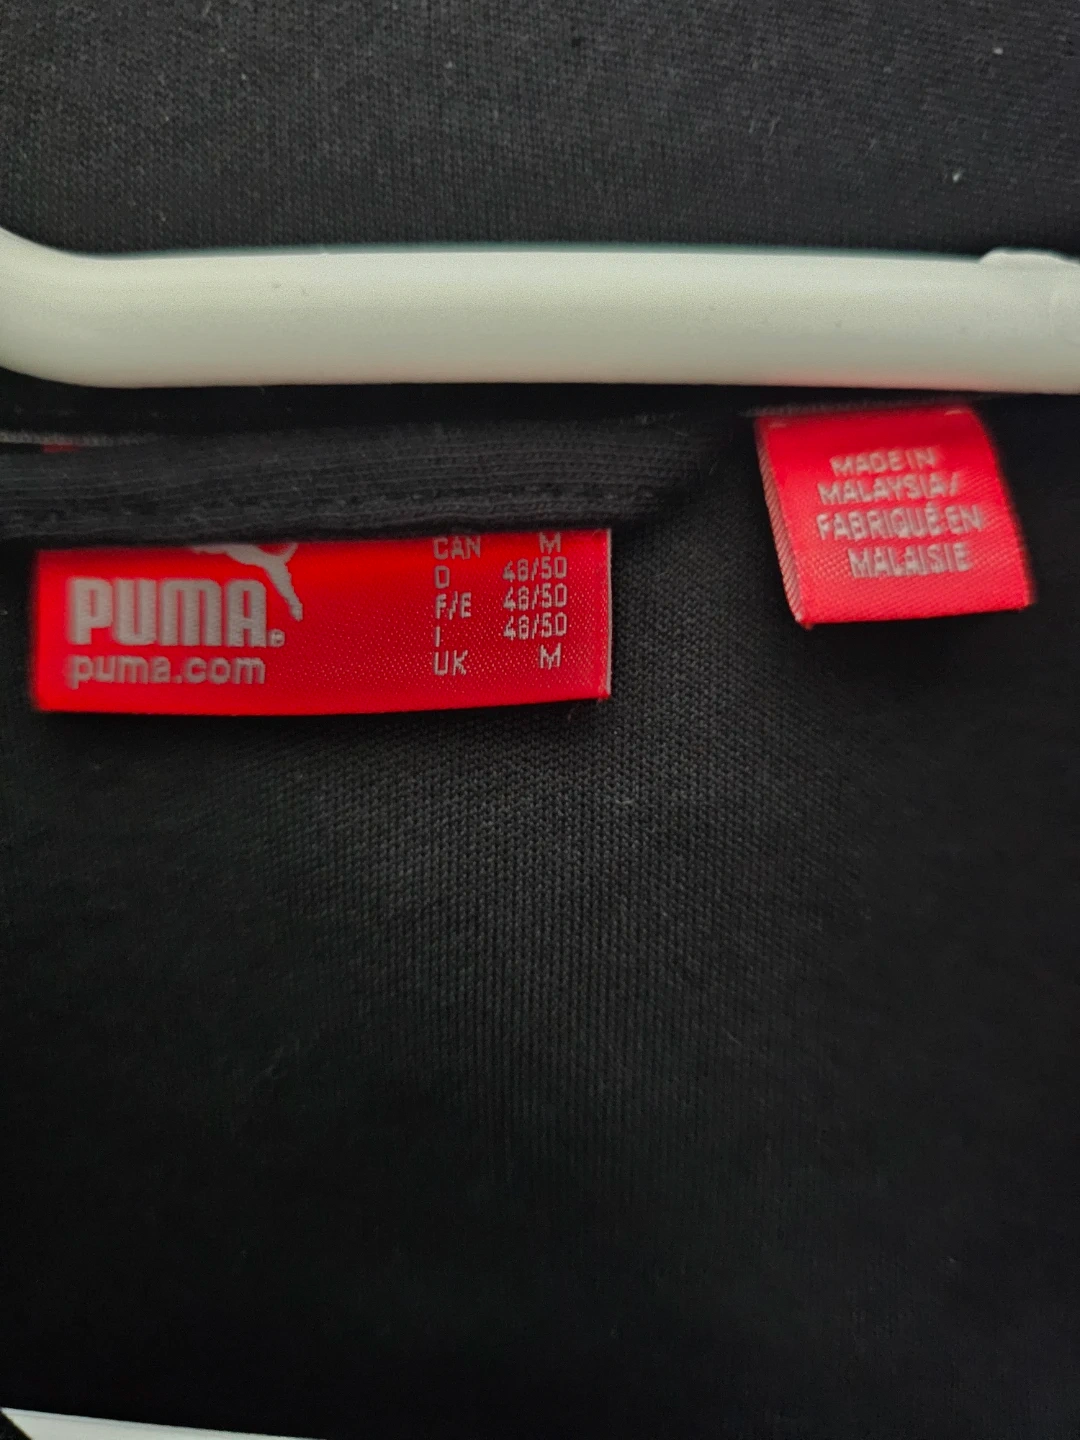 PUMA®
puma.com
CAN M
D 48/50
F/E 48/50
I 48/50
UK M
MADE IN
MALAYSIA/
FABRIQUÉ EN
MALAISIE